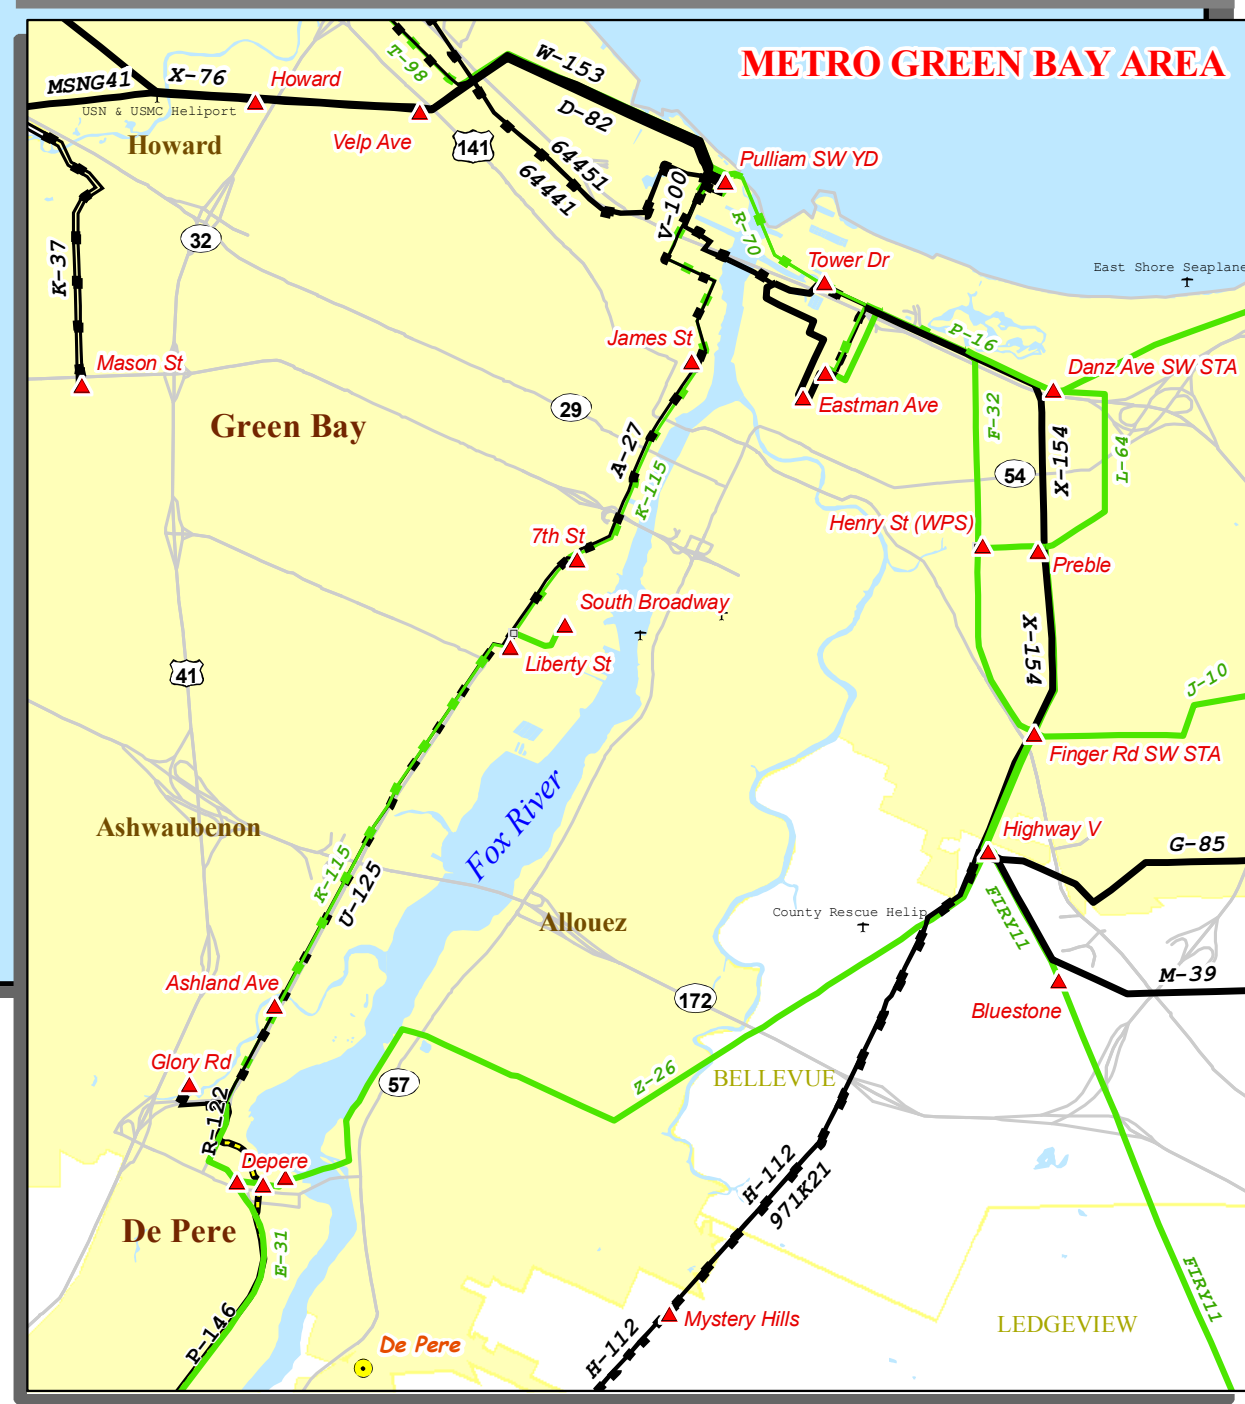 METRO GREEN BAY AREA
W-153
T-98
X-76
Howard
MSNG41
USN & USMC Heliport
D-82
Velp Ave
Howard
141
64451
64441
Pulliam SW YD
V-100
R-70
32
K-37
Tower Dr
East Shore Seaplane
James St
P-16
Mason St
Danz Ave SW STA
29
Eastman Ave
F-32
Green Bay
A-27
X-154
L-64
54
K-115
Henry St (WPS)
7th St
Preble
South Broadway
X-154
Liberty St
41
J-10
Finger Rd SW STA
Fox River
Ashwaubenon
Highway V
G-85
K-115
U-125
County Rescue Helip
FIRY11
Allouez
M-39
Ashland Ave
172
Bluestone
Glory Rd
57
Z-26
BELLEVUE
R-122
Depere
H-112
971K21
De Pere
E-31
FIRY11
P-146
Mystery Hills
LEDGEVIEW
De Pere
H-112